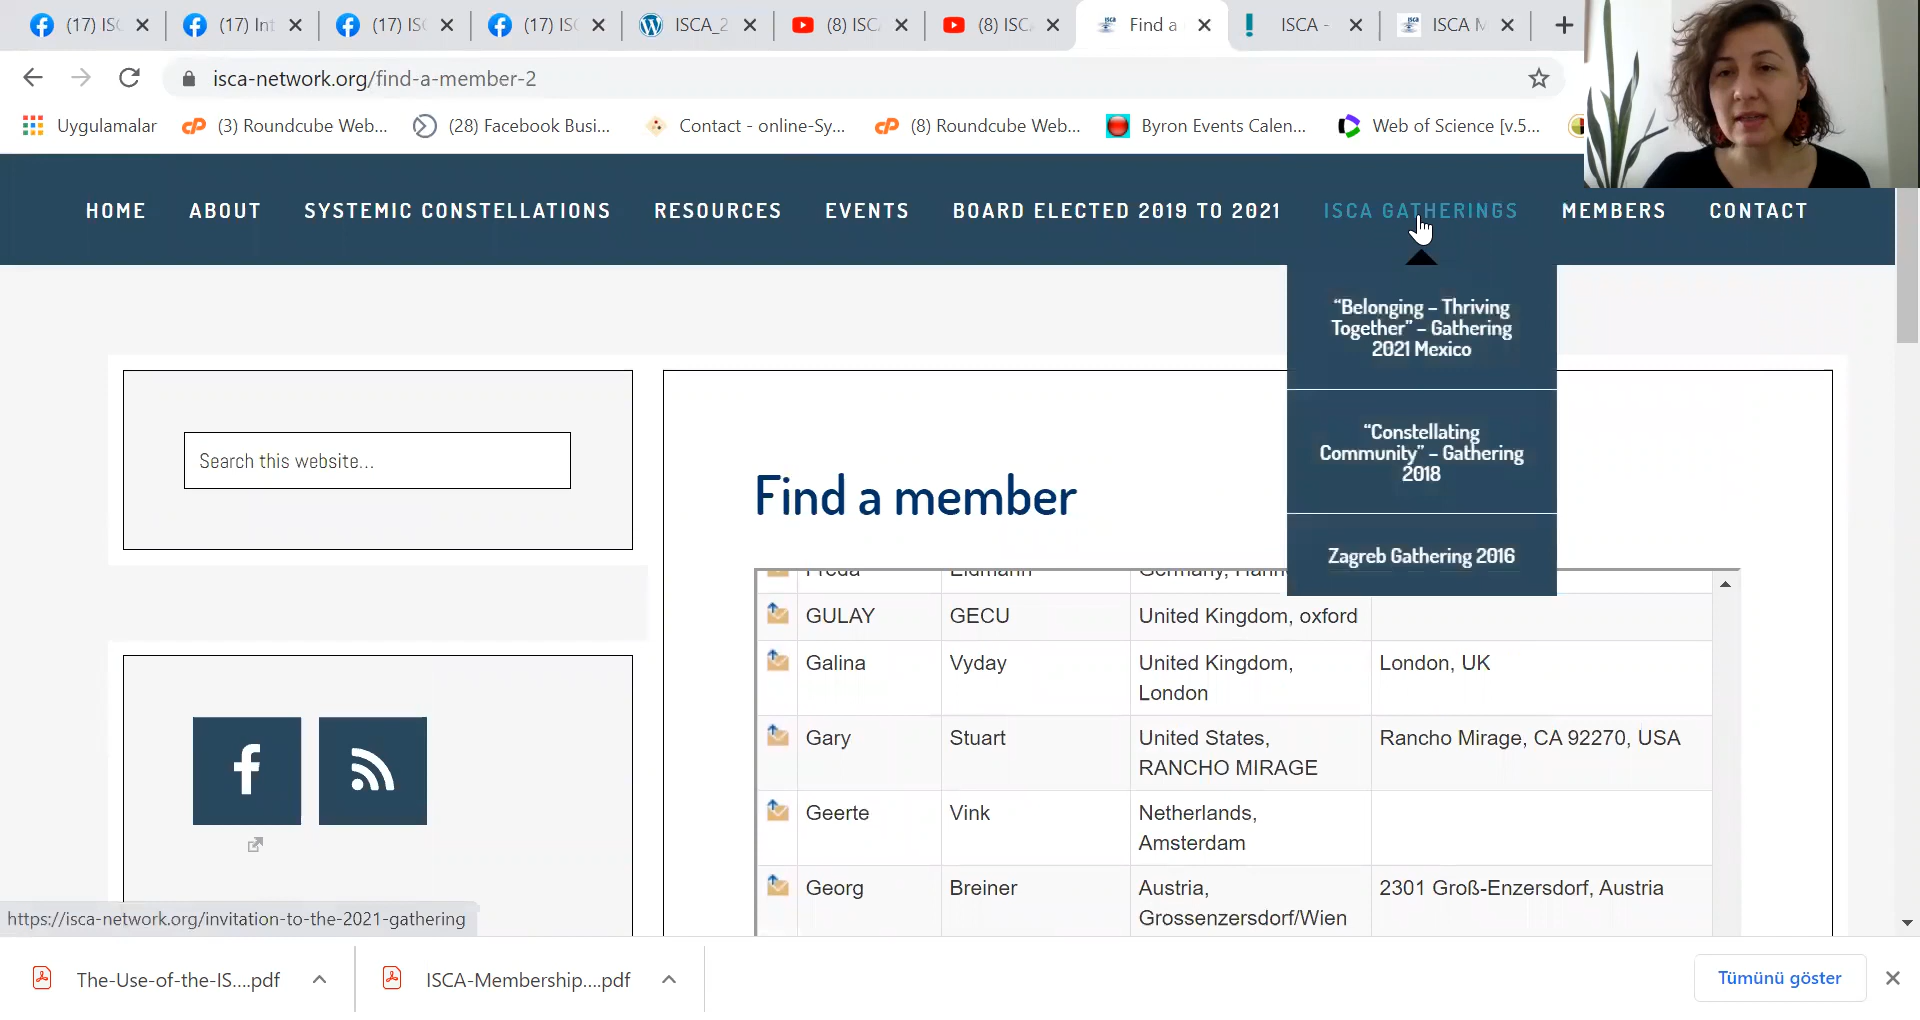 (17) IS
(17) Int
(17) IS
(17) IS
ISCA_2
(8) ISC
(8) ISC
Find a
ISCA -
ISCA M
isca-network.org/find-a-member-2
Uygulamalar
(3) Roundcube Web...
(28) Facebook Busi...
Contact - online-Sy...
(8) Roundcube Web...
Byron Events Calen...
Web of Science [v.5...
HOME
ABOUT
SYSTEMIC CONSTELLATIONS
RESOURCES
EVENTS
BOARD ELECTED 2019 TO 2021
ISCA GATHERINGS
MEMBERS
CONTACT
“Belonging – Thriving
Together” – Gathering
2021 Mexico
“Constellating
Community” – Gathering
2018
Zagreb Gathering 2016
Search this website...
Find a member
GULAY GECU United Kingdom, oxford
Galina Vyday United Kingdom, London, UK
London
Gary Stuart United States, Rancho Mirage, CA 92270, USA
RANCHO MIRAGE
Geerte Vink Netherlands,
Amsterdam
Georg Breiner Austria, 2301 Groß-Enzersdorf, Austria
Grossenzersdorf/Wien
https://isca-network.org/invitation-to-the-2021-gathering
The-Use-of-the-IS....pdf
ISCA-Membership....pdf
Tümünü göster